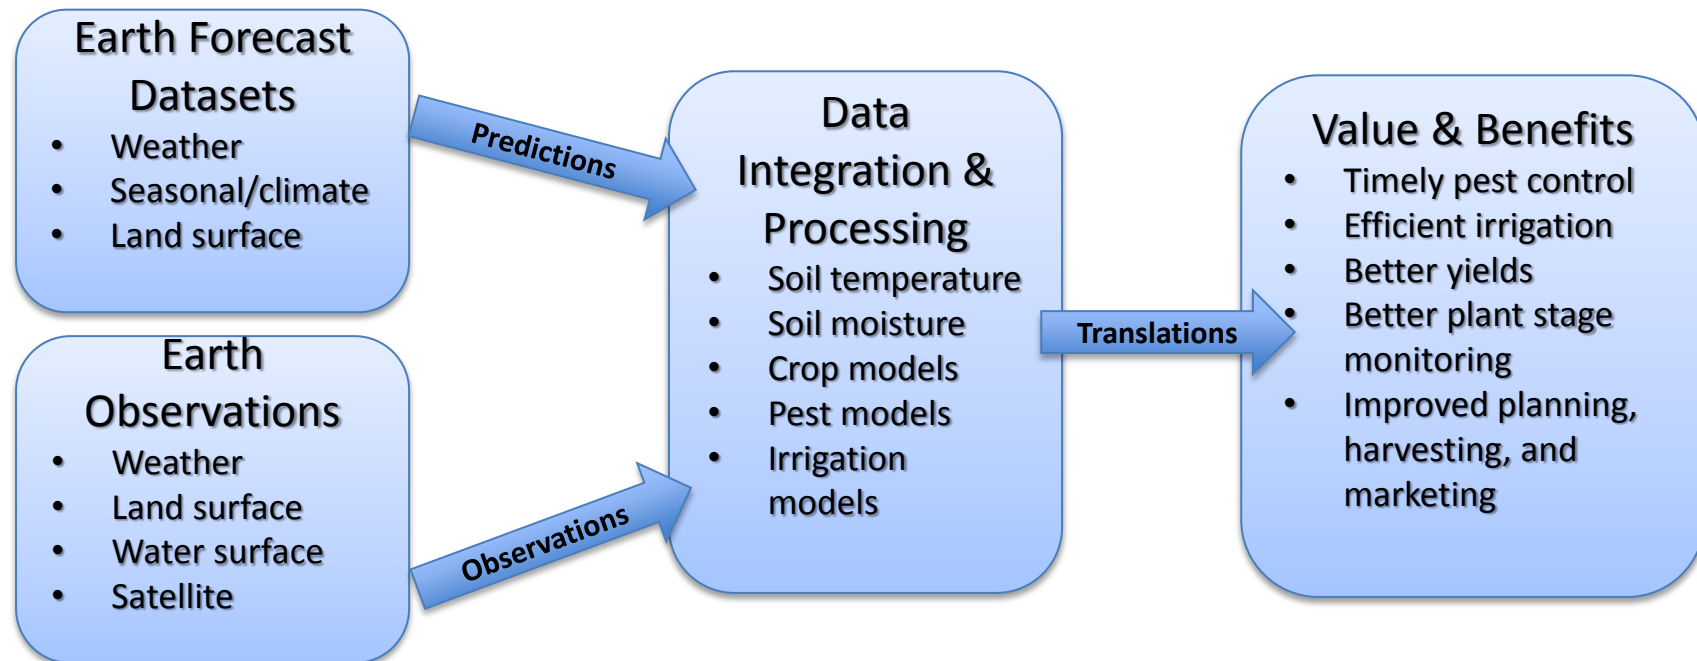 Earth Forecast
Datasets
• Weather
• Seasonal/climate
• Land surface
Predictions
Earth
Observations
• Weather
• Land surface
• Water surface
• Satellite
Observations
Data
Integration &
Processing
• Soil temperature
• Soil moisture
• Crop models
• Pest models
• Irrigation
models
Translations
Value & Benefits
• Timely pest control
• Efficient irrigation
• Better yields
• Better plant stage
monitoring
• Improved planning,
harvesting, and
marketing